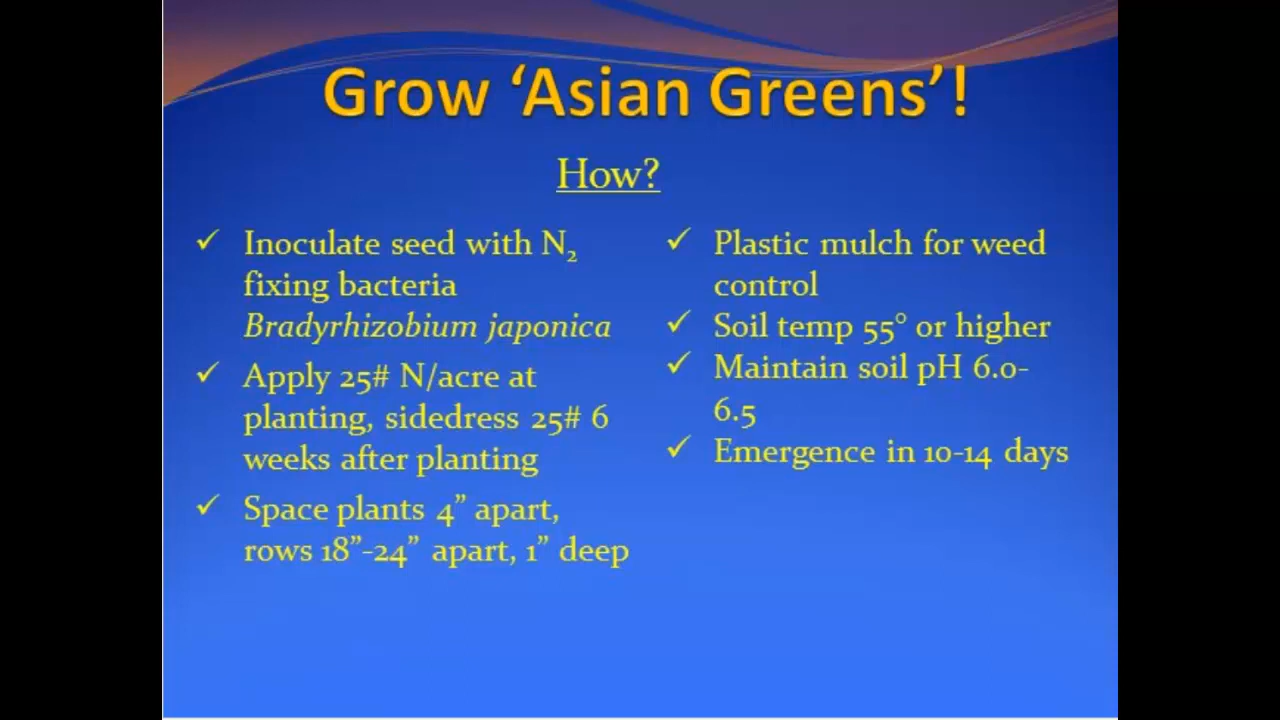 Grow ‘Asian Greens’!
How?
✓ Inoculate seed with N₂
fixing bacteria
Bradyrhizobium japonica
✓ Apply 25# N/acre at
planting, sidedress 25# 6
weeks after planting
✓ Space plants 4” apart,
rows 18”-24” apart, 1” deep
✓ Plastic mulch for weed
control
✓ Soil temp 55° or higher
✓ Maintain soil pH 6.0-
6.5
✓ Emergence in 10-14 days